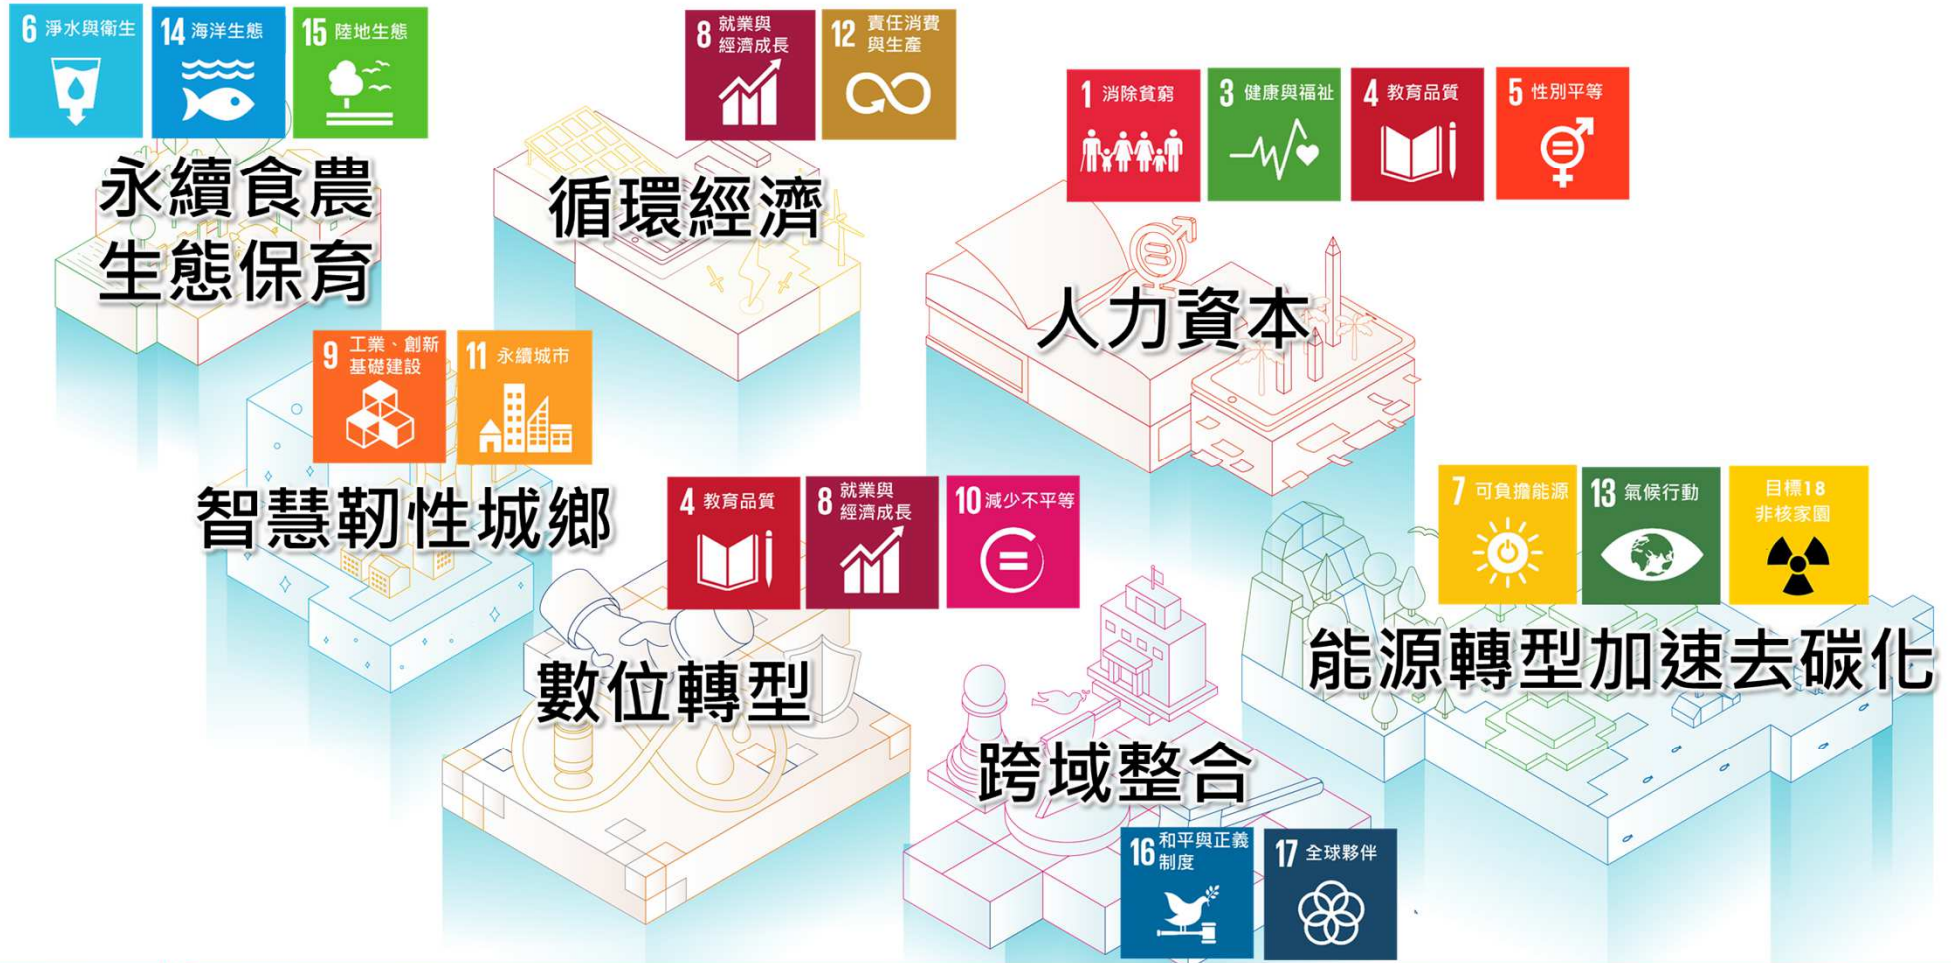 6 淨水與衛生
14 海洋生態
15 陸地生態
永續食農
生態保育
8 就業與
經濟成長
12 責任消費
與生產
循環經濟
1 消除貧窮
3 健康與福祉
4 教育品質
5 性別平等
人力資本
9 工業、創新
基礎建設
11 永續城市
智慧韌性城鄉
4 教育品質
8 就業與
經濟成長
10 減少不平等
數位轉型
7 可負擔能源
13 氣候行動
目標18
非核家園
能源轉型加速去碳化
跨域整合
16 和平與正義
制度
17 全球夥伴